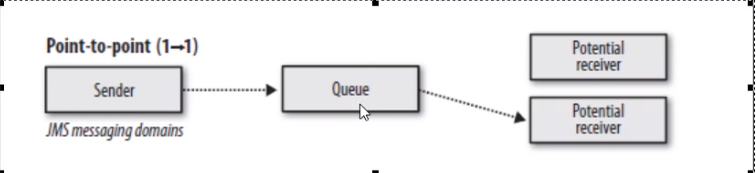 Point-to-point (1→1)
Sender
Queue
Potential
receiver
Potential
receiver
JMS messaging domains